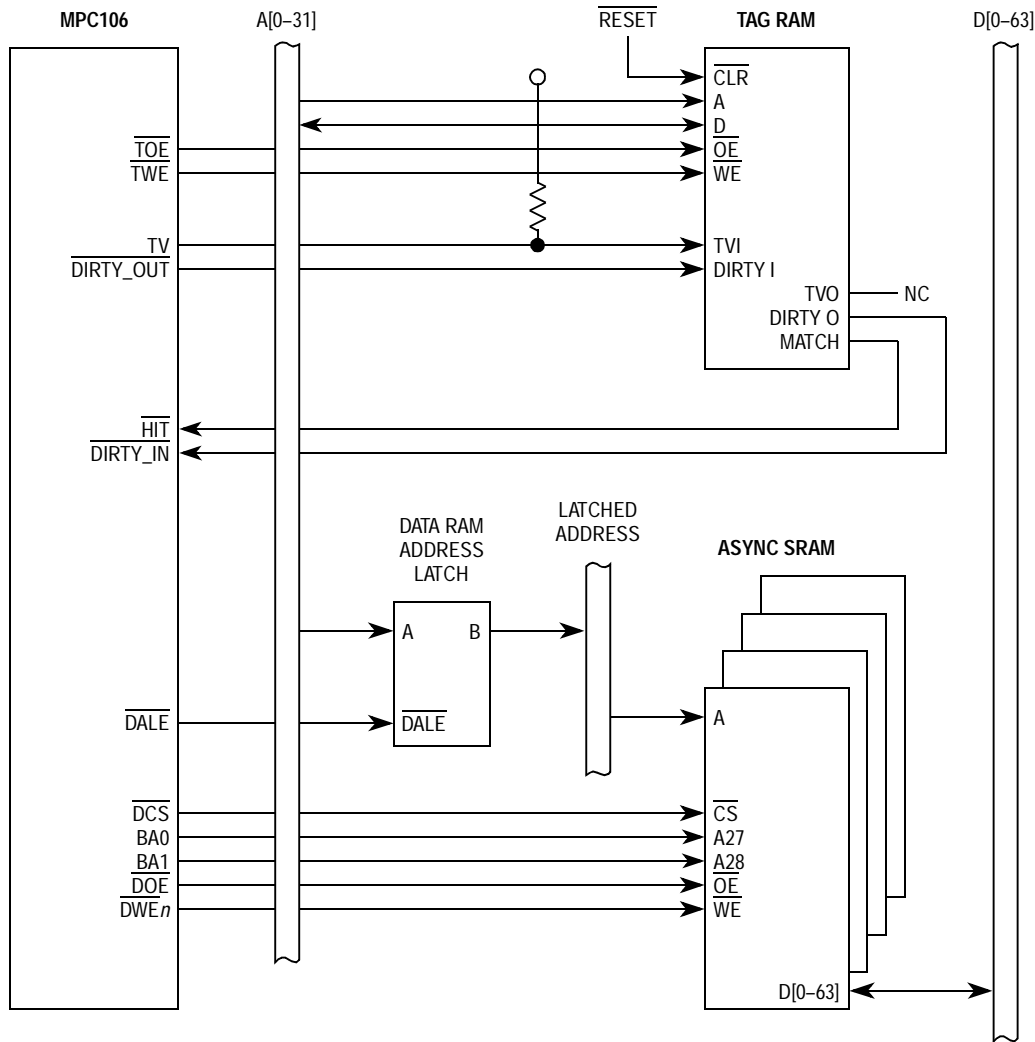 MPC106
A[0–31]
RESET
TAG RAM
D[0–63]
CLR
A
D
TOE
OE
TWE
WE
TV
TVI
DIRTY_OUT
DIRTY I
TVO
NC
DIRTY O
MATCH
HIT
DIRTY_IN
DATA RAM
ADDRESS
LATCH
LATCHED
ADDRESS
ASYNC SRAM
A
B
DALE
DALE
A
DCS
CS
BA0
A27
BA1
A28
DOE
OE
DWEn
WE
D[0–63]